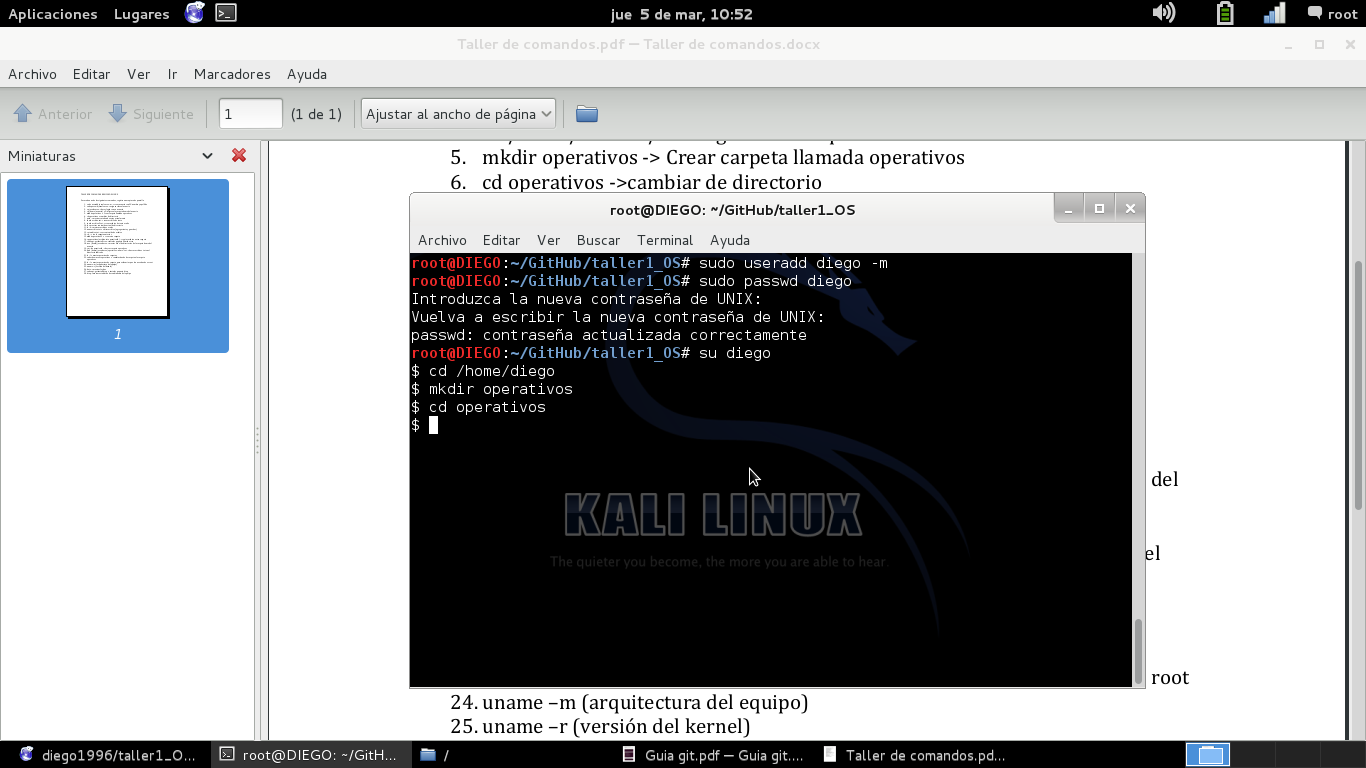 Aplicaciones Lugares jue 5 de mar, 10:52 root
Taller de comandos.pdf — Taller de comandos.docx
Archivo Editar Ver Ir Marcadores Ayuda
Anterior Siguiente 1 (1 de 1) Ajustar al ancho de página
Miniaturas
1
5. mkdir operativos -> Crear carpeta llamada operativos
6. cd operativos ->cambiar de directorio
root@DIEGO: ~/GitHub/taller1_OS
Archivo Editar Ver Buscar Terminal Ayuda
root@DIEGO:~/GitHub/taller1_OS# sudo useradd diego -m
root@DIEGO:~/GitHub/taller1_OS# sudo passwd diego
Introduzca la nueva contraseña de UNIX:
Vuelva a escribir la nueva contraseña de UNIX:
passwd: contraseña actualizada correctamente
root@DIEGO:~/GitHub/taller1_OS# su diego
$ cd /home/diego
$ mkdir operativos
$ cd operativos
$
KALI LINUX
The quieter you become, the more you are able to hear.
del
el
root
24. uname –m (arquitectura del equipo)
25. uname –r (versión del kernel)
diego1996/taller1_O... root@DIEGO: ~/GitH... / Guia git.pdf — Guia git.... Taller de comandos.pd...